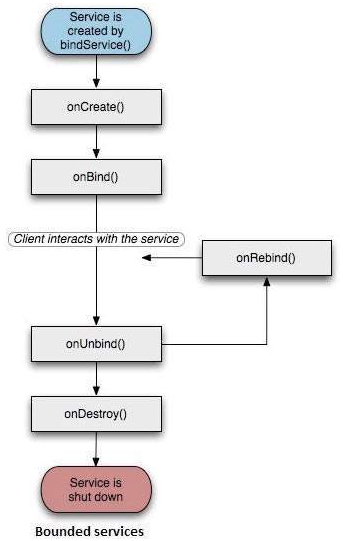 Service is
created by
bindService()
onCreate()
onBind()
Client interacts with the service
onRebind()
onUnbind()
onDestroy()
Service is
shut down
Bounded services